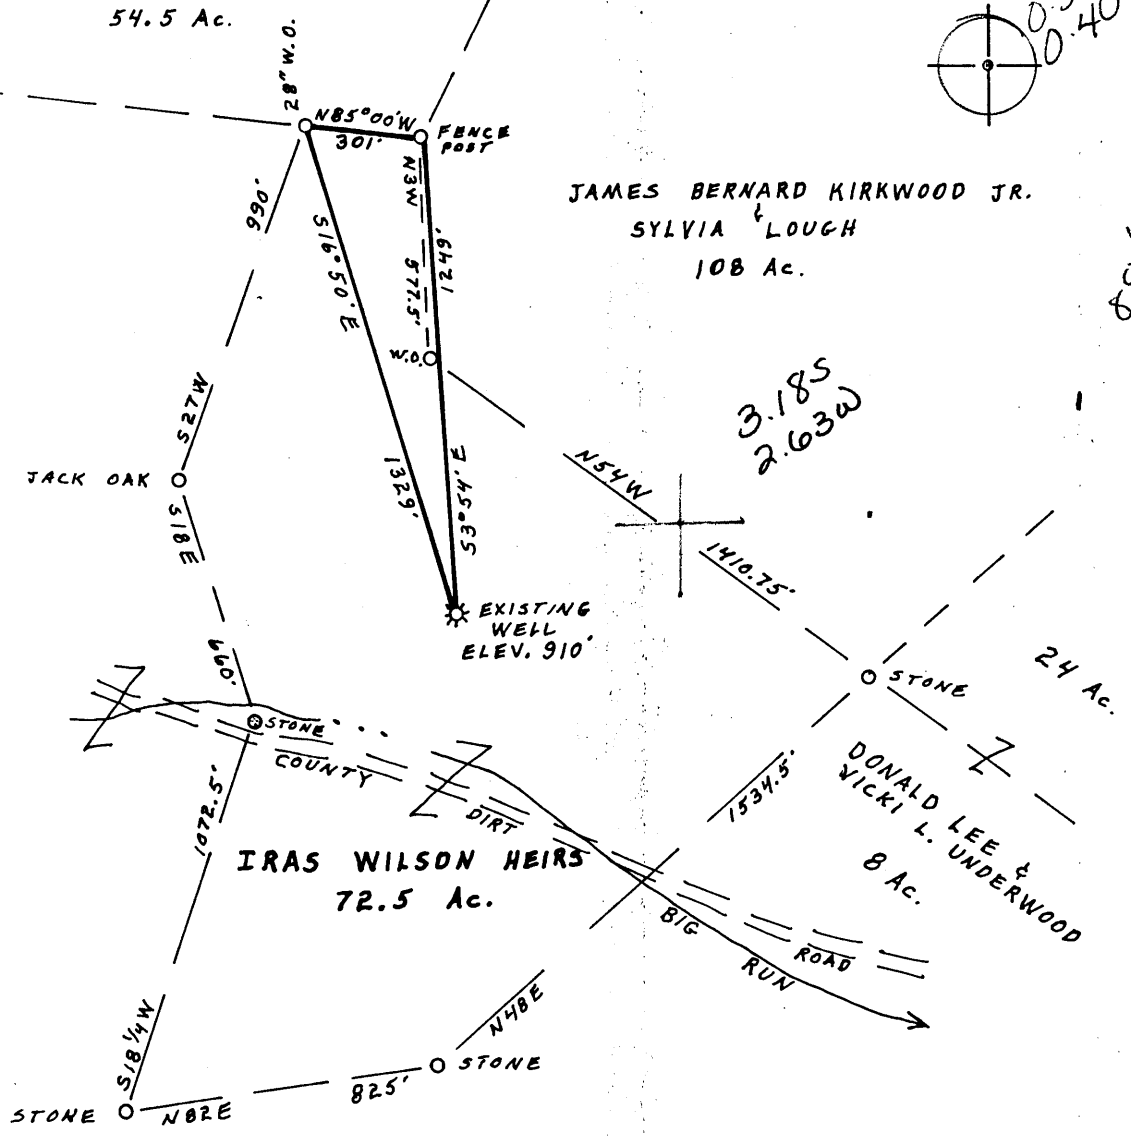 54.5 Ac.
28" W.O.
N85°00'W
301'
FENCE
POST
0.40
990'
N3W
577.5'
1249'
S16°50'E
JAMES BERNARD KIRKWOOD JR.
&
SYLVIA LOUGH
108 Ac.
W.O.
3.18S
2.63W
S27W
JACK OAK
S18E
1329'
S3°54'E
N54W
1410.75'
EXISTING
WELL
ELEV. 910'
660'
STONE
STONE
24 Ac.
COUNTY
DIRT
ROAD
1072.5'
1534.5'
DONALD LEE &
VICKI L. UNDERWOOD
8 Ac.
IRAS WILSON HEIRS
72.5 Ac.
BIG
RUN
N48E
S18 1/4 W
STONE
825'
N82E
STONE